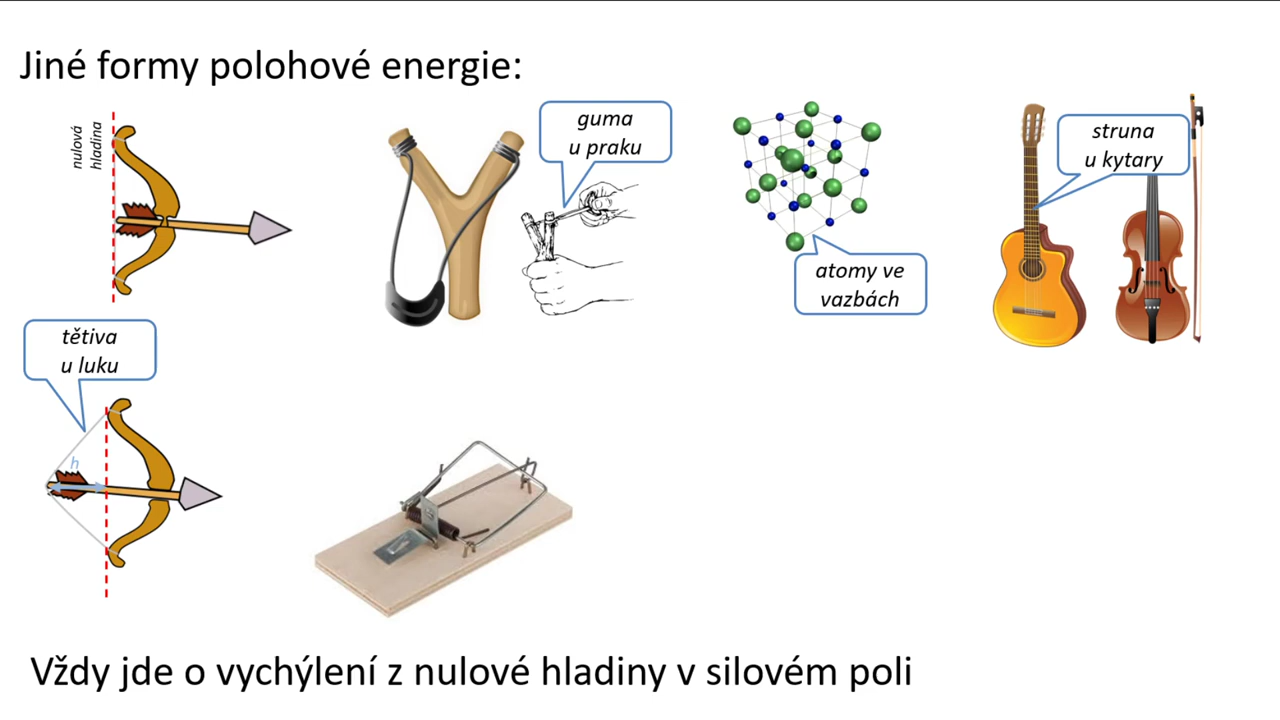 Jiné formy polohové energie:
nulová
hladina
guma
u praku
struna
u kytary
atomy ve
vazbách
tětiva
u luku
h
Vždy jde o vychýlení z nulové hladiny v silovém poli